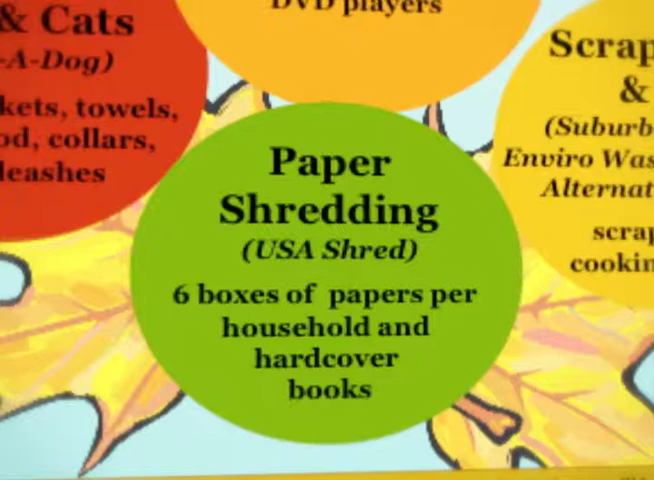 DVD players
& Cats
-A-Dog)
kets, towels,
od, collars,
leashes
Paper
Shredding
(USA Shred)
6 boxes of papers per
household and
hardcover
books
Scrap
&
(Suburb
Enviro Was
Alternat
scrap
cookin